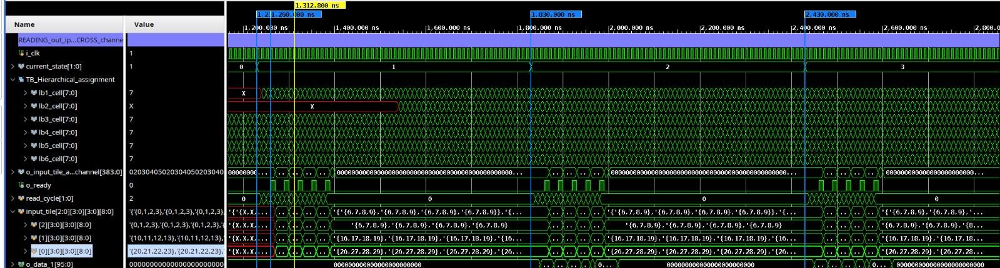 1,312.800 ns
1,2 1,260.000 ns 1,830.000 ns 2,430.000 ns
Name Value 1,200.000 ns 1,400.000 ns 1,600.000 ns 1,800.000 ns 2,000.000 ns 2,200.000 ns 2,400.000 ns 2,600.000 ns 2,800.0
READING_out_ip...CROSS_channe
i_clk 1
current_state[1:0] 1 0 1 2 3
TB_Hierarchical_assignment
lb1_cell[7:0] 7 X
lb2_cell[7:0] X X
lb3_cell[7:0] 7
lb4_cell[7:0] 7
lb5_cell[7:0] 7
lb6_cell[7:0] 7
o_input_tile_a...channel[383:0] 02030405020304050203040
o_ready 0
read_cycle[1:0] 2 0 0 0 0
input_tile[2:0][3:0][3:0][8:0] '{'{'{0,1,2,3},'{0,1,2,3},'{0,1,2,3} '{'{X,X,... '{'{'{6,7,8,9},'{6,7,8,9},'{6,7,8,9},'{6,7,8,9}},'{... '{'{'{6,7,8,9},'{6,7,8,9},'{6,7,8,9},'{6,7,8,9}},'{... '{'{'{6,7,8,9},'{6,7,8,9},'{...
[2][3:0][3:0][8:0] '{'{0,1,2,3},'{0,1,2,3},'{0,1,2,3},' '{'{X,X,... '{'{6,7,8,9},'{6,7,8,9},'{6,7,8,9},'{6,7,8,9} '{'{6,7,8,9},'{6,7,8,9},'{6,7,8,9},'{6,7,8,9} '{'{6,7,8,9},'{6,7,8,9},'{8...
[1][3:0][3:0][8:0] '{'{10,11,12,13},'{10,11,12,13},' '{'{X,X,... '{'{16,17,18,19},'{16,17,18,19},'{16,17,18,19},'{16... '{'{16,17,18,19},'{16,17,18,19},'{16,17,18,19},'{16... '{'{16,17,18,19},'{16,17,18...
[0][3:0][3:0][8:0] '{'{20,21,22,23},'{20,21,22,23},' '{'{X,X,... '{'{26,27,28,29},'{26,27,28,29},'{26,27,28,29},'{26... '{'{26,27,28,29},'{26,27,28,29},'{26,27,28,29},'{26... '{'{26,27,28,29},'{26,27,28...
o_data_1[95:0] 000000000000000000000000 000000000000000000000000 0... 000000000000000000000000 0... 000000000000000000000000